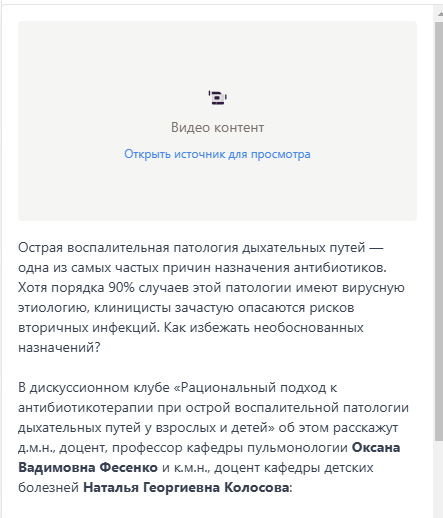 Видео контент
Открыть источник для просмотра
Острая воспалительная патология дыхательных путей —
одна из самых частых причин назначения антибиотиков.
Хотя порядка 90% случаев этой патологии имеют вирусную
этиологию, клиницисты зачастую опасаются рисков
вторичных инфекций. Как избежать необоснованных
назначений?
В дискуссионном клубе «Рациональный подход к
антибиотикотерапии при острой воспалительной патологии
дыхательных путей у взрослых и детей» об этом расскажут
д.м.н., доцент, профессор кафедры пульмонологии Оксана
Вадимовна Фесенко и к.м.н., доцент кафедры детских
болезней Наталья Георгиевна Колосова: